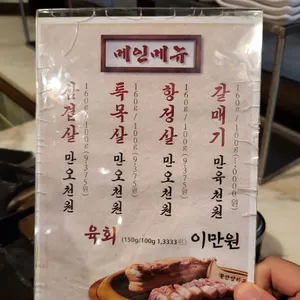 메인메뉴
삼겹살 만오천원
160g/100g(9,375원)
특목살 만오천원
160g/100g(9,375원)
항정살 만오천원
160g/100g(9,375원)
갈매기 만육천원
160g/100g(10,000원)
육회 (150g/100g 1,3333원) 이만원